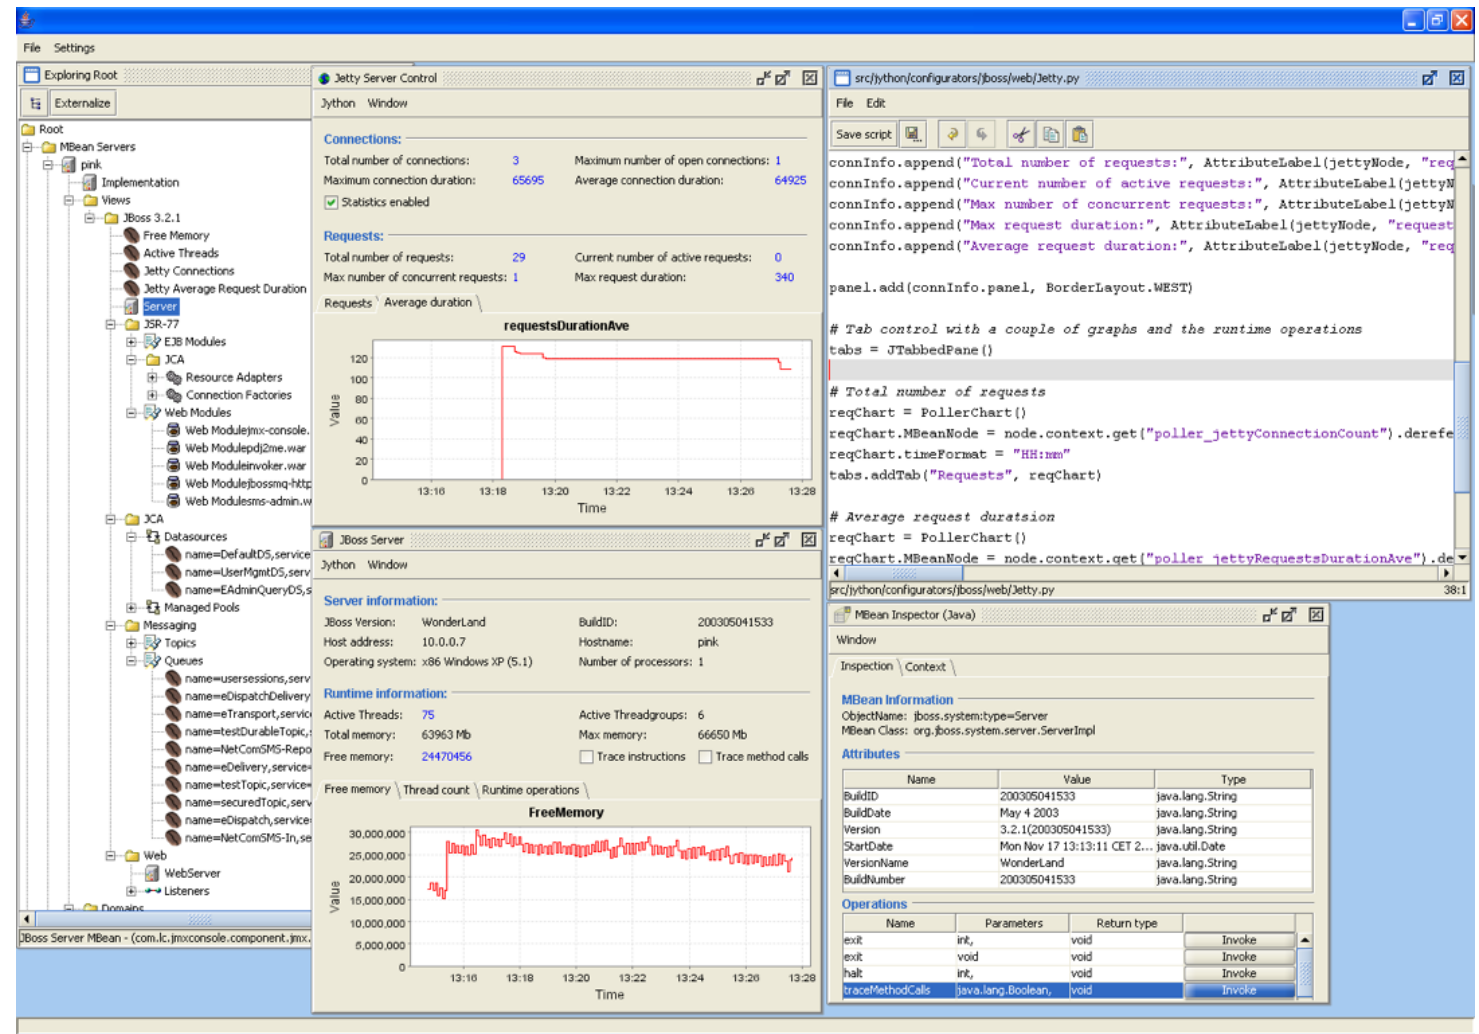 File Settings
Exploring Root
Externalize
Root
MBean Servers
pink
Implementation
Views
JBoss 3.2.1
Free Memory
Active Threads
Jetty Connections
Jetty Average Request Duration
Server
JSR-77
EJB Modules
JCA
Resource Adapters
Connection Factories
Web Modules
Web Modulejmx-console.
Web Modulepdj2me.war
Web Moduleinvoker.war
Web Modulejbossmq-http
Web Modulesms-admin.w
JCA
Datasources
name=DefaultDS,service
name=UserMgmtDS,serv
name=EAdminQueryDS,s
Managed Pools
Messaging
Topics
Queues
name=usersessions,serv
name=eDispatchDelivery
name=eTransport,servic
name=testDurableTopic,
name=NetComSMS-Repo
name=eDelivery,service=
name=testTopic,service=
name=securedTopic,serv
name=eDispatch,service
name=NetComSMS-In,se
Web
WebServer
Listeners
Domains
JBoss Server MBean - (com.lc.jmxconsole.component.jmx.
Jetty Server Control
Jython Window
Connections:
Total number of connections: 3 Maximum number of open connections: 1
Maximum connection duration: 65695 Average connection duration: 64925
Statistics enabled
Requests:
Total number of requests: 29 Current number of active requests: 0
Max number of concurrent requests: 1 Max request duration: 340
Requests Average duration
requestsDurationAve
120
100
80
60
40
20
0
Value
13:16 13:18 13:20 13:22 13:24 13:26 13:28
Time
JBoss Server
Jython Window
Server information:
JBoss Version: WonderLand BuildID: 200305041533
Host address: 10.0.0.7 Hostname: pink
Operating system: x86 Windows XP (5.1) Number of processors: 1
Runtime information:
Active Threads: 75 Active Threadgroups: 6
Total memory: 63963 Mb Max memory: 66650 Mb
Free memory: 24470456 Trace instructions Trace method calls
Free memory Thread count Runtime operations
FreeMemory
30,000,000
25,000,000
20,000,000
15,000,000
10,000,000
5,000,000
0
Value
13:16 13:18 13:20 13:22 13:24 13:26 13:28
Time
src/jython/configurators/jboss/web/Jetty.py
File Edit
Save script
connInfo.append("Total number of requests:", AttributeLabel(jettyNode, "req
connInfo.append("Current number of active requests:", AttributeLabel(jettyN
connInfo.append("Max number of concurrent requests:", AttributeLabel(jettyN
connInfo.append("Max request duration:", AttributeLabel(jettyNode, "request
connInfo.append("Average request duration:", AttributeLabel(jettyNode, "req
panel.add(connInfo.panel, BorderLayout.WEST)
# Tab control with a couple of graphs and the runtime operations
tabs = JTabbedPane()
# Total number of requests
reqChart = PollerChart()
reqChart.MBeanNode = node.context.get("poller_jettyConnectionCount").derefe
reqChart.timeFormat = "HH:mm"
tabs.addTab("Requests", reqChart)
# Average request duratsion
reqChart = PollerChart()
reqChart.MBeanNode = node.context.get("poller_jettyRequestsDurationAve").de
src/jython/configurators/jboss/web/Jetty.py 38:1
MBean Inspector (Java)
Window
Inspection Context
MBean Information
ObjectName: jboss.system:type=Server
MBean Class: org.jboss.system.server.ServerImpl
Attributes
Name Value Type
BuildID 200305041533 java.lang.String
BuildDate May 4 2003 java.lang.String
Version 3.2.1(200305041533) java.lang.String
StartDate Mon Nov 17 13:13:11 CET 2... java.util.Date
VersionName WonderLand java.lang.String
BuildNumber 200305041533 java.lang.String
Operations
Name Parameters Return type
exit int, void Invoke
exit void void Invoke
halt int, void Invoke
traceMethodCalls java.lang.Boolean, void Invoke